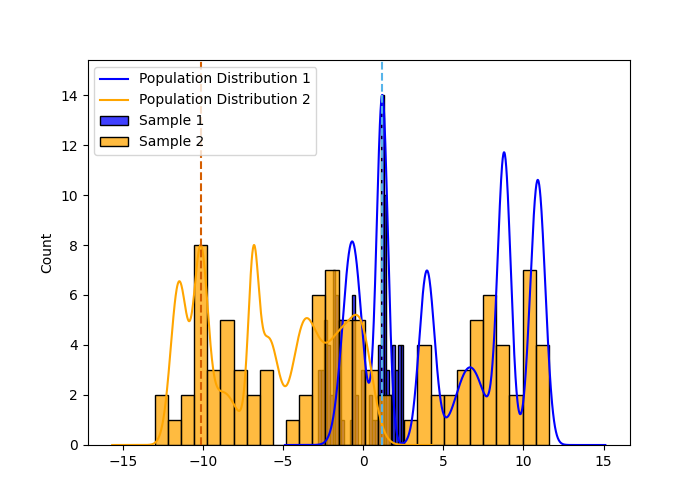 Population Distribution 1
Population Distribution 2
Sample 1
Sample 2
Count
14
12
10
8
6
4
2
0
−15 −10 −5 0 5 10 15